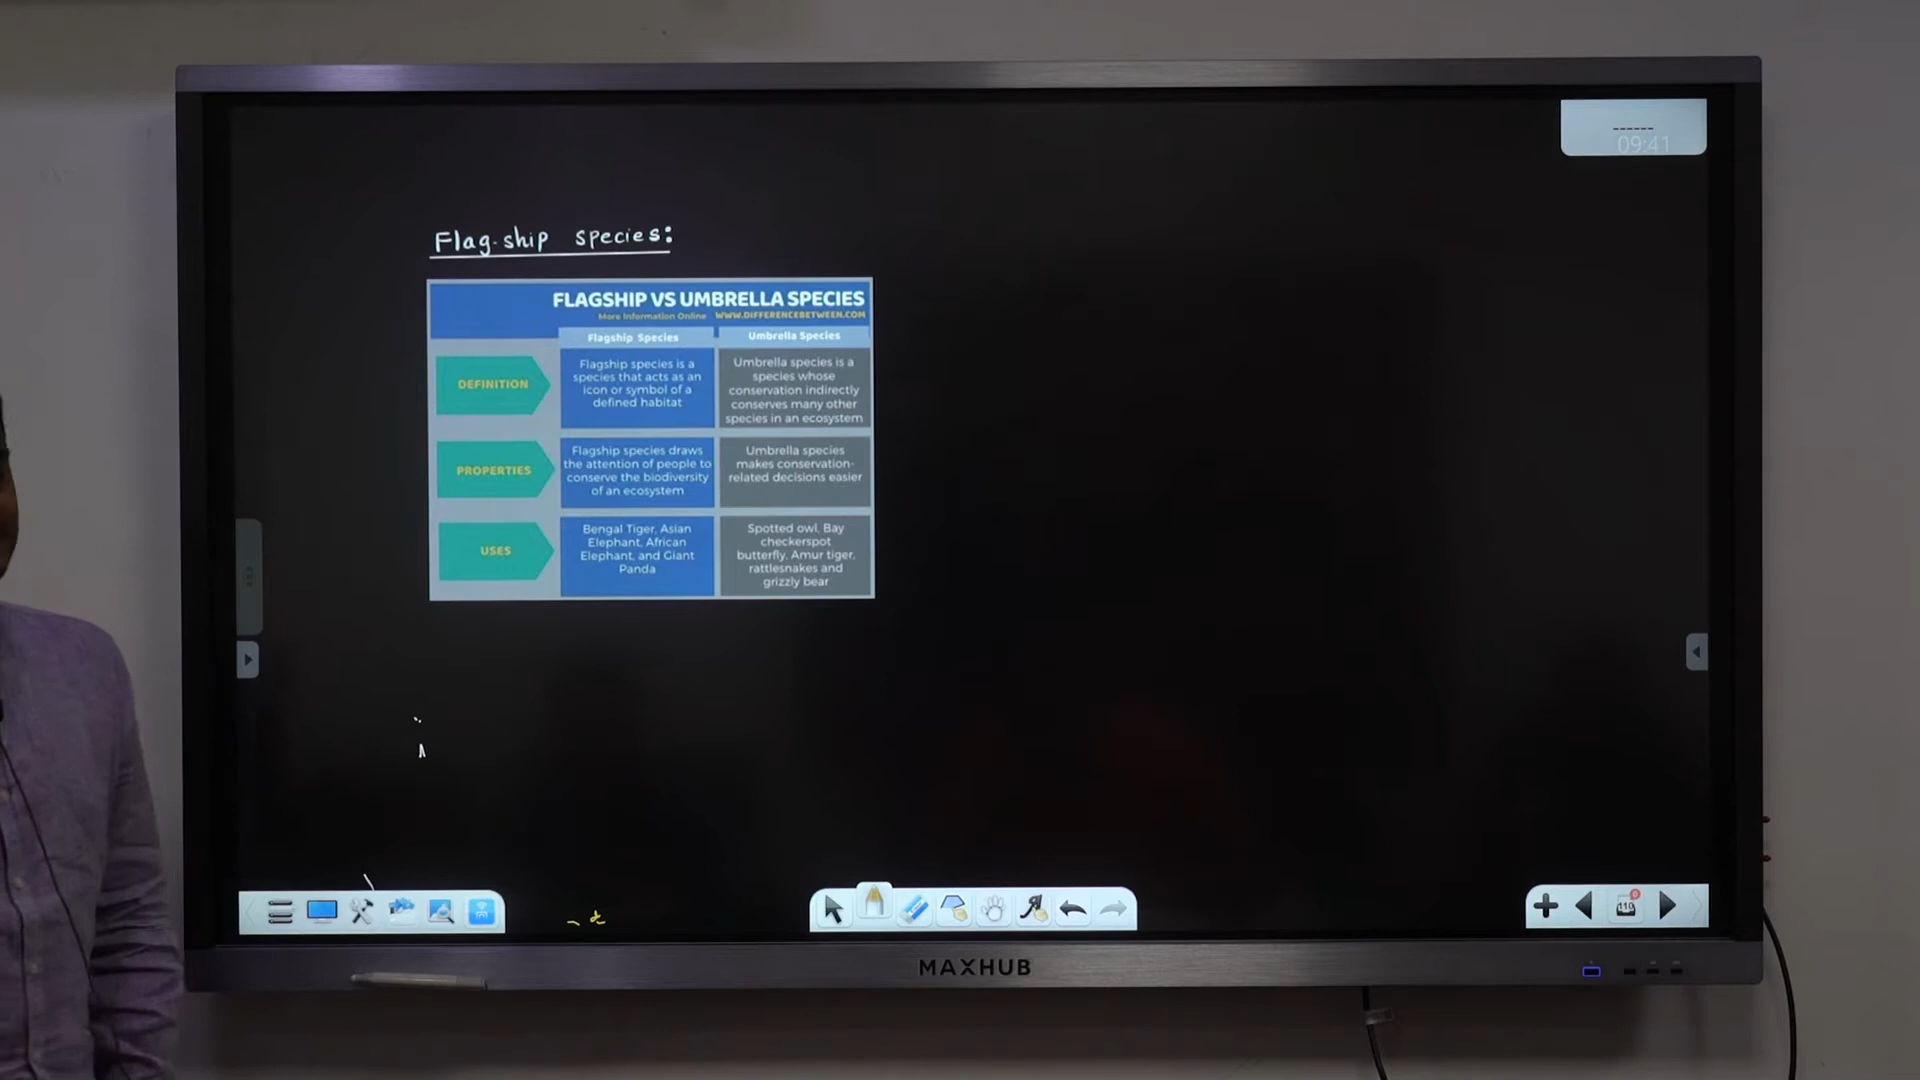 09:41
Flag-ship species:
FLAGSHIP VS UMBRELLA SPECIES
More Information Online WWW.DIFFERENCEBETWEEN.COM
Flagship Species
Umbrella Species
DEFINITION
Flagship species is a
species that acts as an
icon or symbol of a
defined habitat
Umbrella species is a
species whose
conservation indirectly
conserves many other
species in an ecosystem
PROPERTIES
Flagship species draws
the attention of people to
conserve the biodiversity
of an ecosystem
Umbrella species
makes conservation-
related decisions easier
USES
Bengal Tiger, Asian
Elephant, African
Elephant, and Giant
Panda
Spotted owl, Bay
checkerspot
butterfly, Amur tiger,
rattlesnakes and
grizzly bear
MAXHUB